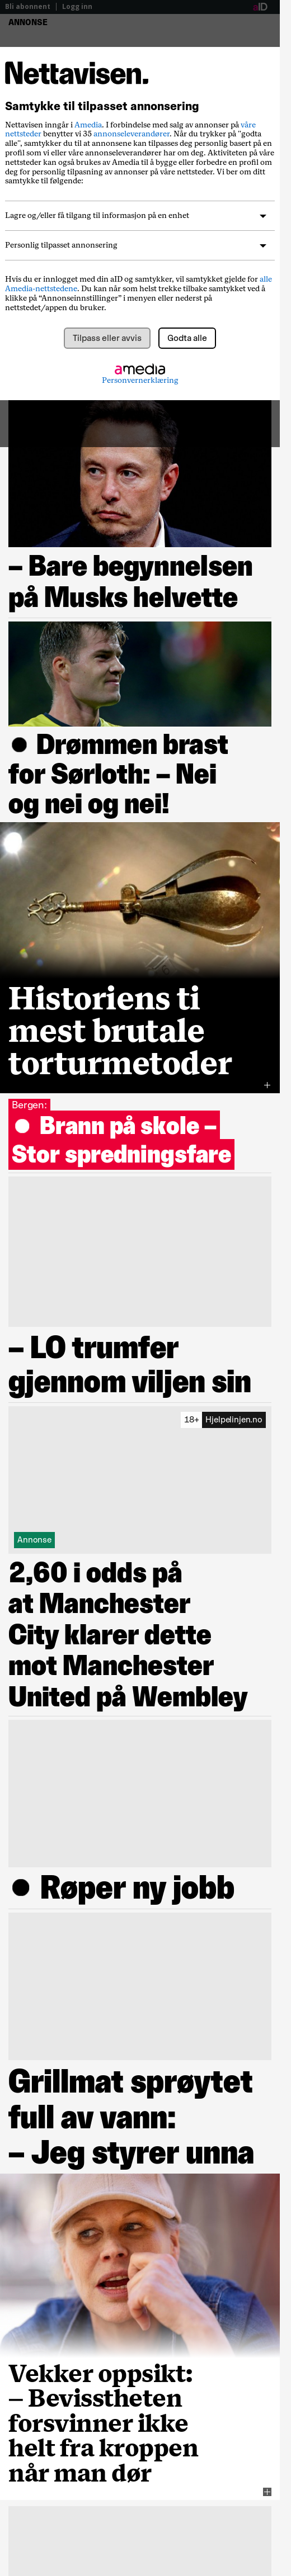 Bli abonnent | Logg inn
aID
ANNONSE
Nettavisen.
Samtykke til tilpasset annonsering
Nettavisen inngår i Amedia. I forbindelse med salg av annonser på våre
nettsteder benytter vi 35 annonseleverandører. Når du trykker på "godta
alle", samtykker du til at annonsene kan tilpasses deg personlig basert på en
profil som vi eller våre annonseleverandører har om deg. Aktiviteten på våre
nettsteder kan også brukes av Amedia til å bygge eller forbedre en profil om
deg for personlig tilpasning av annonser på våre nettsteder. Vi ber om ditt
samtykke til følgende:
Lagre og/eller få tilgang til informasjon på en enhet
Personlig tilpasset annonsering
Hvis du er innlogget med din aID og samtykker, vil samtykket gjelde for alle
Amedia-nettstedene. Du kan når som helst trekke tilbake samtykket ved å
klikke på “Annonseinnstillinger” i menyen eller nederst på
nettstedet/appen du bruker.
Tilpass eller avvis
Godta alle
amedia
Personvernerklæring
– Bare begynnelsen
på Musks helvette
● Drømmen brast
for Sørloth: – Nei
og nei og nei!
Historiens ti
mest brutale
torturmetoder
Bergen:
● Brann på skole –
Stor spredningsfare
– LO trumfer
gjennom viljen sin
18+ Hjelpelinjen.no
Annonse
2,60 i odds på
at Manchester
City klarer dette
mot Manchester
United på Wembley
● Røper ny jobb
Grillmat sprøytet
full av vann:
– Jeg styrer unna
Vekker oppsikt:
– Bevisstheten
forsvinner ikke
helt fra kroppen
når man dør